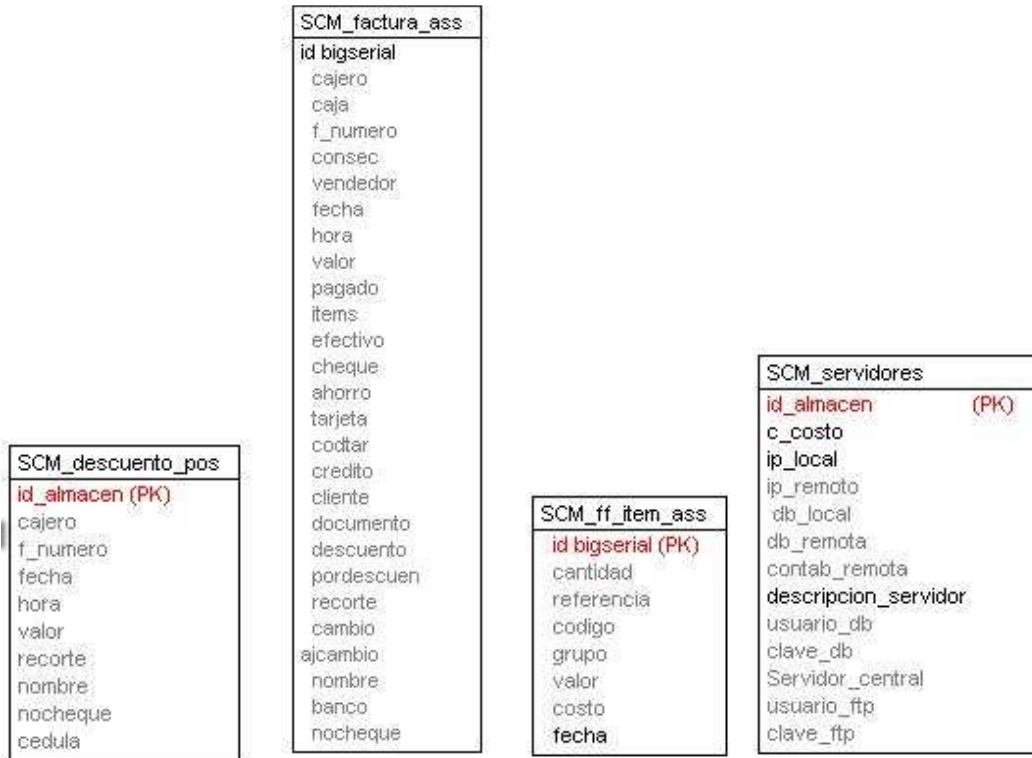 SCM_factura_ass
id bigserial
cajero
caja
f_numero
consec
vendedor
fecha
hora
valor
pagado
items
efectivo
cheque
ahorro
tarjeta
codtar
credito
cliente
documento
descuento
pordescuen
recorte
cambio
ajcambio
nombre
banco
nocheque
SCM_descuento_pos
id_almacen (PK)
cajero
f_numero
fecha
hora
valor
recorte
nombre
nocheque
cedula
SCM_ff_item_ass
id bigserial (PK)
cantidad
referencia
codigo
grupo
valor
costo
fecha
SCM_servidores
id_almacen (PK)
c_costo
ip_local
ip_remoto
db_local
db_remota
contab_remota
descripcion_servidor
usuario_db
clave_db
Servidor_central
usuario_ftp
clave_ftp